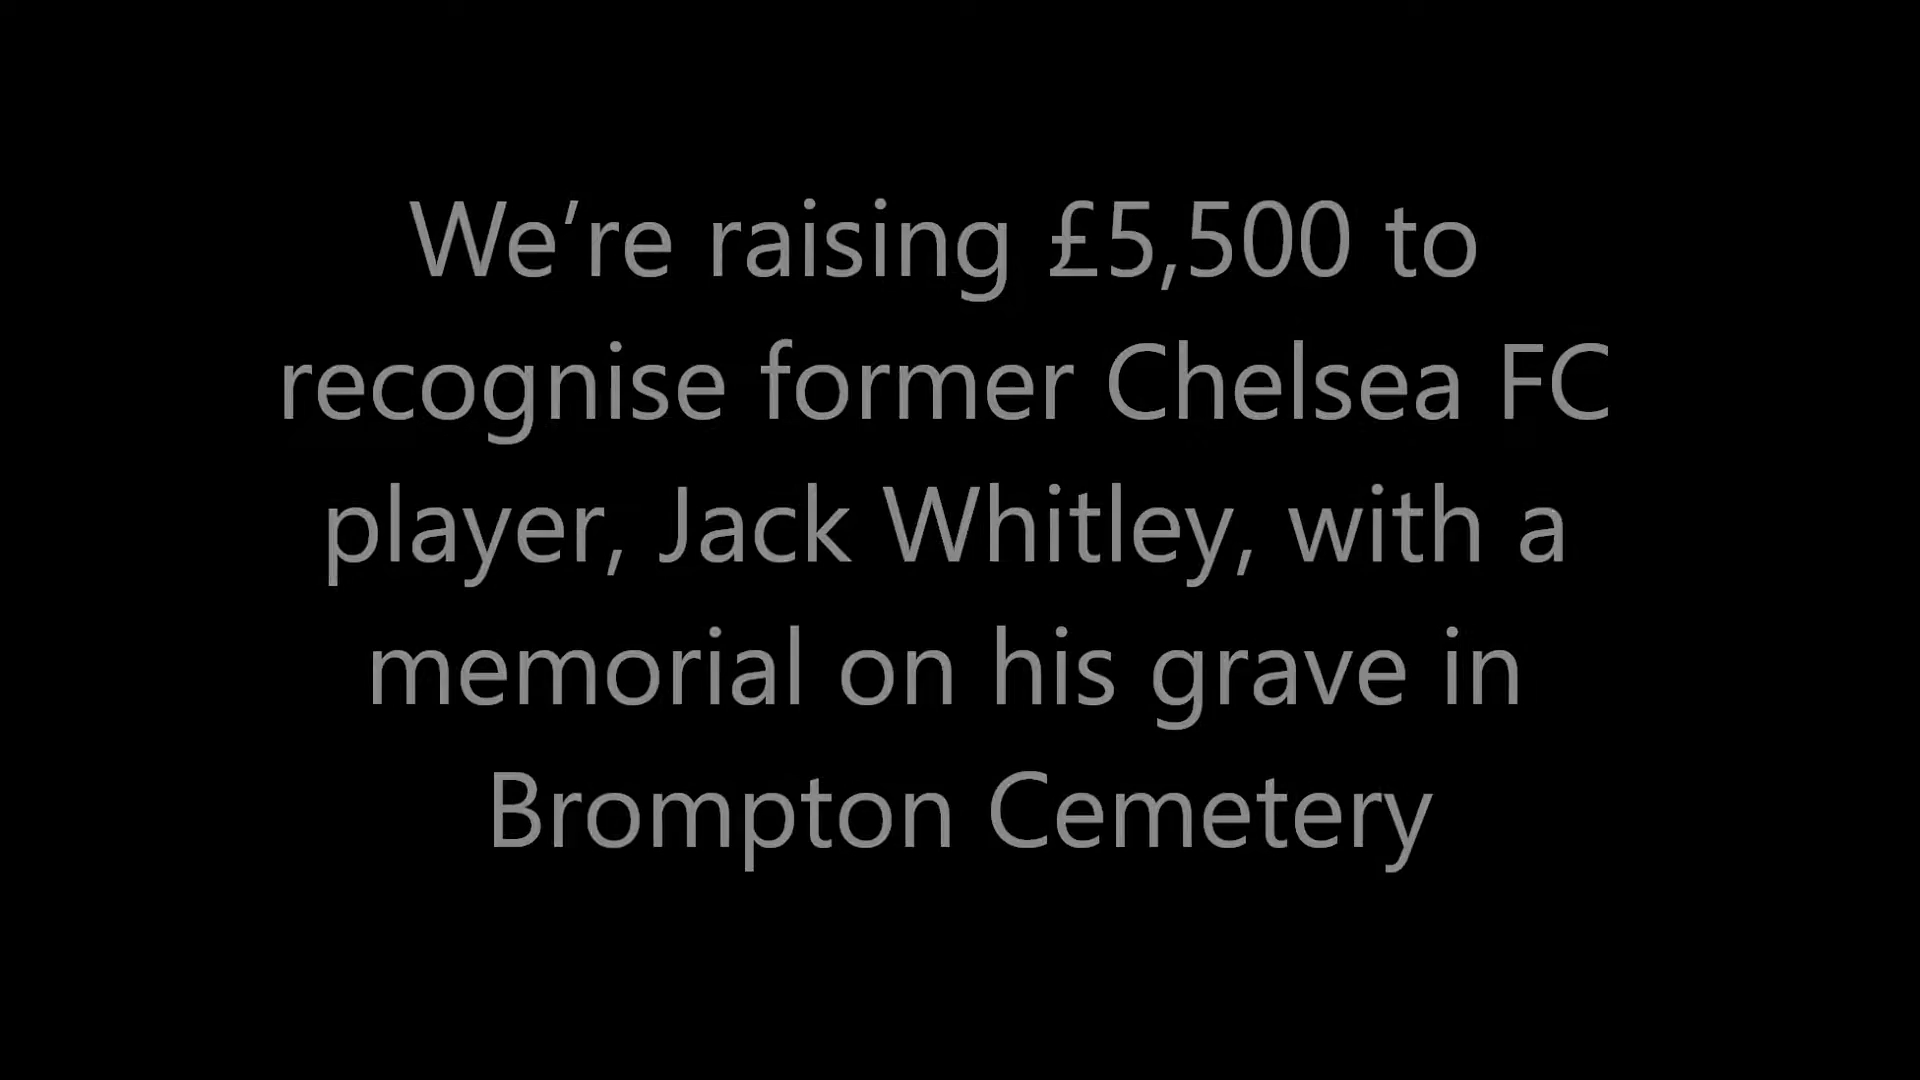 We’re raising £5,500 to
recognise former Chelsea FC
player, Jack Whitley, with a
memorial on his grave in
Brompton Cemetery